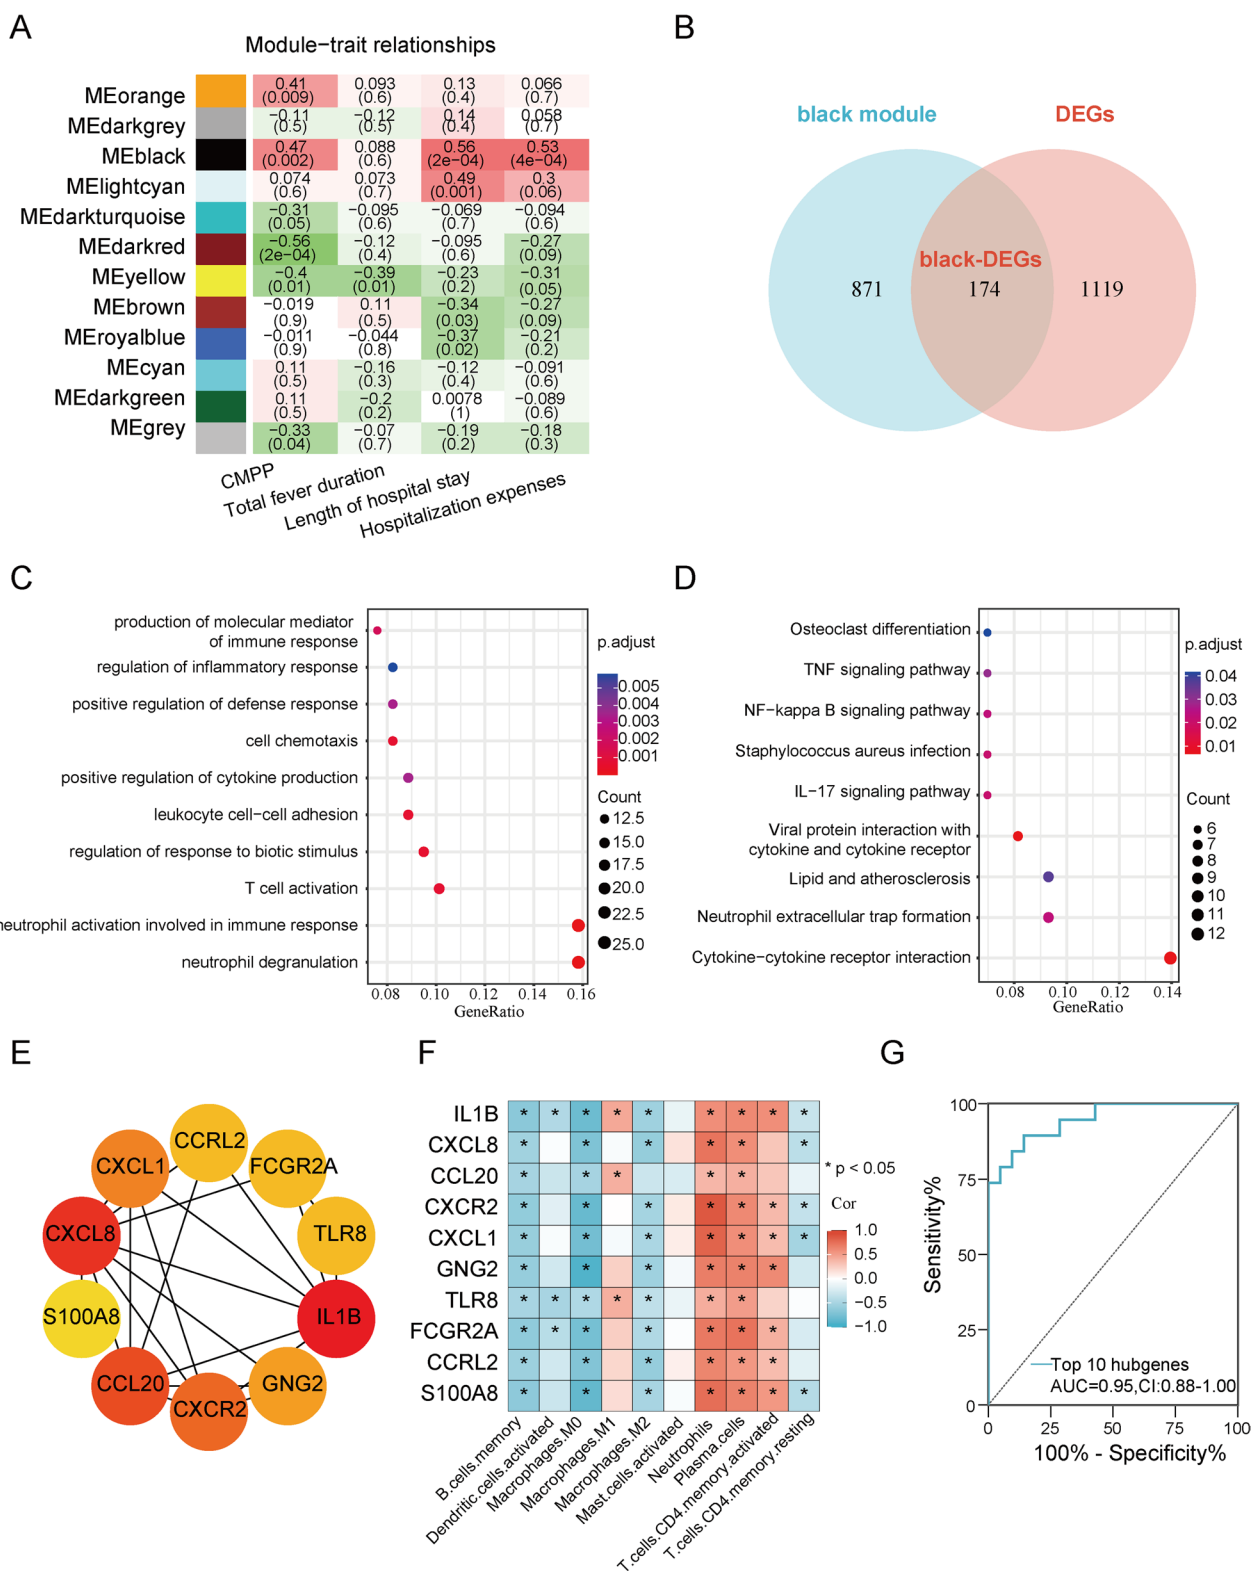 A
Module−trait relationships
MEorange
0.41
(0.009)
0.093
(0.6)
0.13
(0.4)
0.066
(0.7)
MEdarkgrey
−0.11
(0.5)
−0.12
(0.5)
0.14
(0.4)
0.058
(0.7)
MEblack
0.47
(0.002)
0.088
(0.6)
0.56
(2e−04)
0.53
(4e−04)
MElightcyan
0.074
(0.6)
0.073
(0.7)
0.49
(0.001)
0.3
(0.06)
MEdarkturquoise
−0.31
(0.05)
−0.095
(0.6)
−0.069
(0.7)
−0.094
(0.6)
MEdarkred
−0.56
(2e−04)
−0.12
(0.4)
−0.095
(0.6)
−0.27
(0.09)
MEyellow
−0.4
(0.01)
−0.39
(0.01)
−0.23
(0.2)
−0.31
(0.05)
MEbrown
−0.019
(0.9)
0.11
(0.5)
−0.34
(0.03)
−0.27
(0.09)
MEroyalblue
−0.011
(0.9)
−0.044
(0.8)
−0.37
(0.02)
−0.21
(0.2)
MEcyan
0.11
(0.5)
−0.16
(0.3)
−0.12
(0.4)
−0.091
(0.6)
MEdarkgreen
0.11
(0.5)
−0.2
(0.2)
0.0078
(1)
−0.089
(0.6)
MEgrey
−0.33
(0.04)
−0.07
(0.7)
−0.19
(0.2)
−0.18
(0.3)
CMPP
Total fever duration
Length of hospital stay
Hospitalization expenses
B
black module
DEGs
black-DEGs
871
174
1119
C
production of molecular mediator
of immune response
regulation of inflammatory response
positive regulation of defense response
cell chemotaxis
positive regulation of cytokine production
leukocyte cell−cell adhesion
regulation of response to biotic stimulus
T cell activation
neutrophil activation involved in immune response
neutrophil degranulation
0.08
0.10
0.12
0.14
0.16
GeneRatio
p.adjust
0.005
0.004
0.003
0.002
0.001
Count
12.5
15.0
17.5
20.0
22.5
25.0
D
Osteoclast differentiation
TNF signaling pathway
NF−kappa B signaling pathway
Staphylococcus aureus infection
IL−17 signaling pathway
Viral protein interaction with
cytokine and cytokine receptor
Lipid and atherosclerosis
Neutrophil extracellular trap formation
Cytokine−cytokine receptor interaction
0.08
0.10
0.12
0.14
GeneRatio
p.adjust
0.04
0.03
0.02
0.01
Count
6
7
8
9
10
11
12
E
CCRL2
CXCL1
FCGR2A
CXCL8
TLR8
S100A8
IL1B
CCL20
GNG2
CXCR2
F
IL1B * * * * * * * * *
CXCL8 * * * * * *
CCL20 * * * * *
CXCR2 * * * * * * *
CXCL1 * * * * * * *
GNG2 * * * * * *
TLR8 * * * * * * *
FCGR2A * * * * * * *
CCRL2 * * * * * *
S100A8 * * * * * * *
B.cells.memory
Dendritic.cells.activated
Macrophages.M0
Macrophages.M1
Macrophages.M2
Mast.cells.activated
Neutrophils
Plasma.cells
T.cells.CD4.memory.activated
T.cells.CD4.memory.resting
* p < 0.05
Cor
1.0
0.5
0.0
−0.5
−1.0
G
Sensitivity%
100
75
50
25
0
Top 10 hubgenes
AUC=0.95,CI:0.88-1.00
0
25
50
75
100
100% - Specificity%